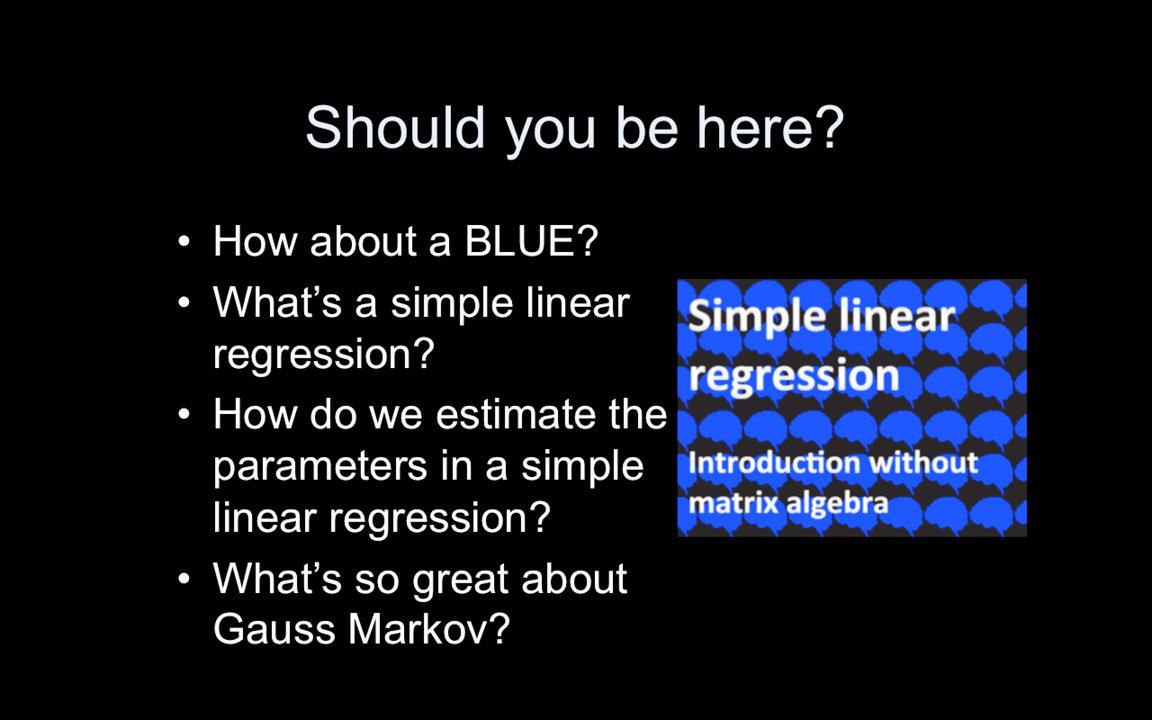 Should you be here?
• How about a BLUE?
• What’s a simple linear
regression?
• How do we estimate the
parameters in a simple
linear regression?
• What’s so great about
Gauss Markov?
Simple linear
regression
Introduction without
matrix algebra